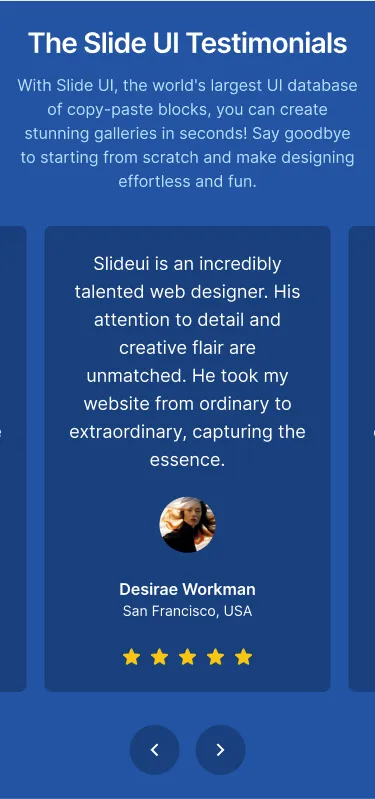 The Slide UI Testimonials
With Slide UI, the world's largest UI database
of copy-paste blocks, you can create
stunning galleries in seconds! Say goodbye
to starting from scratch and make designing
effortless and fun.
Slideui is an incredibly
talented web designer. His
attention to detail and
creative flair are
unmatched. He took my
website from ordinary to
extraordinary, capturing the
essence.
Desirae Workman
San Francisco, USA